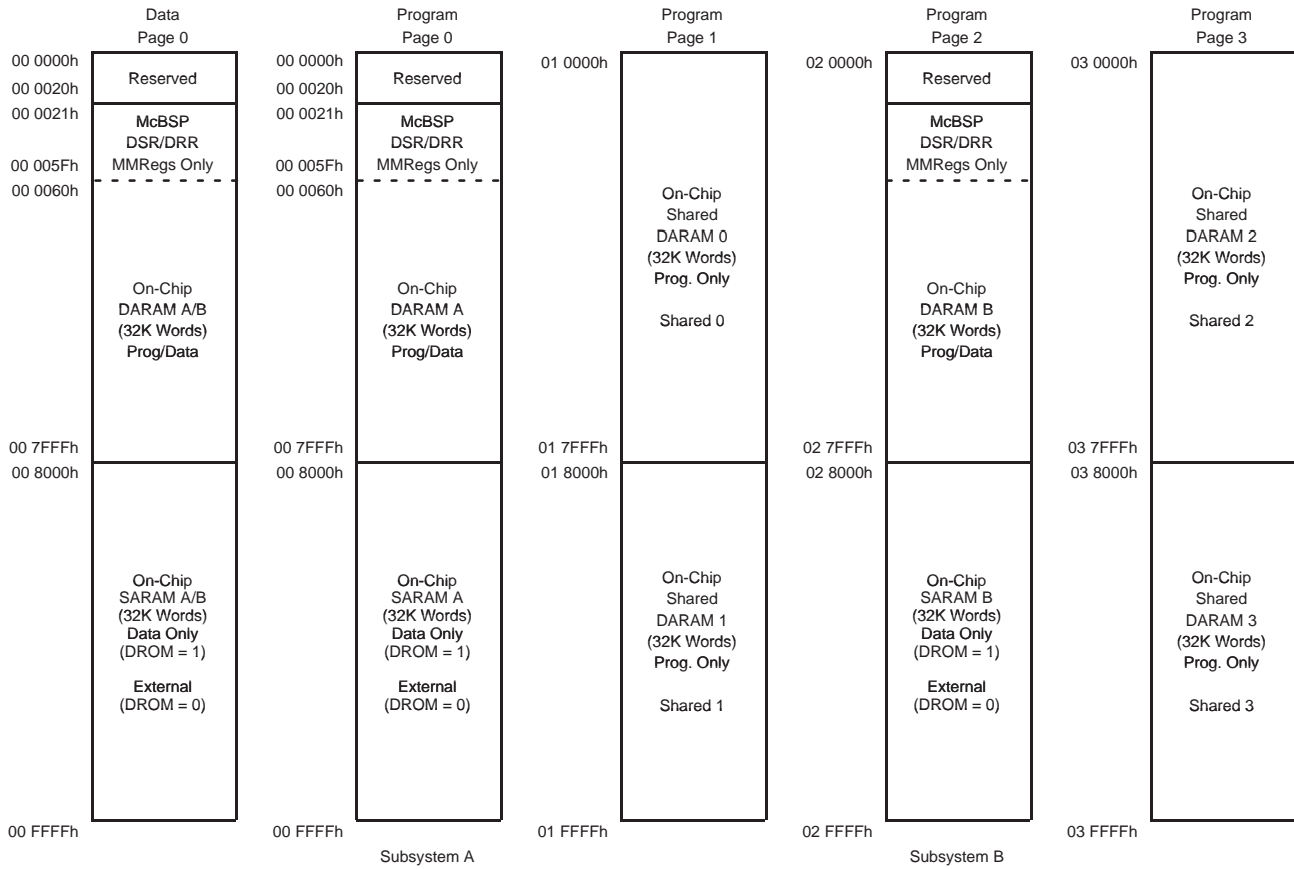 Data
Page 0
00 0000h
00 0020h
00 0021h
00 005Fh
00 0060h
00 7FFFh
00 8000h
00 FFFFh
Reserved
McBSP
DSR/DRR
MMRegs Only
On-Chip
DARAM A/B
(32K Words)
Prog/Data
On-Chip
SARAM A/B
(32K Words)
Data Only
(DROM = 1)
External
(DROM = 0)
Program
Page 0
00 0000h
00 0020h
00 0021h
00 005Fh
00 0060h
00 7FFFh
00 8000h
00 FFFFh
Reserved
McBSP
DSR/DRR
MMRegs Only
On-Chip
DARAM A
(32K Words)
Prog/Data
On-Chip
SARAM A
(32K Words)
Data Only
(DROM = 1)
External
(DROM = 0)
Subsystem A
Program
Page 1
01 0000h
01 7FFFh
01 8000h
01 FFFFh
On-Chip
Shared
DARAM 0
(32K Words)
Prog. Only
Shared 0
On-Chip
Shared
DARAM 1
(32K Words)
Prog. Only
Shared 1
Program
Page 2
02 0000h
02 7FFFh
02 8000h
02 FFFFh
Reserved
McBSP
DSR/DRR
MMRegs Only
On-Chip
DARAM B
(32K Words)
Prog/Data
On-Chip
SARAM B
(32K Words)
Data Only
(DROM = 1)
External
(DROM = 0)
Subsystem B
Program
Page 3
03 0000h
03 7FFFh
03 8000h
03 FFFFh
On-Chip
Shared
DARAM 2
(32K Words)
Prog. Only
Shared 2
On-Chip
Shared
DARAM 3
(32K Words)
Prog. Only
Shared 3